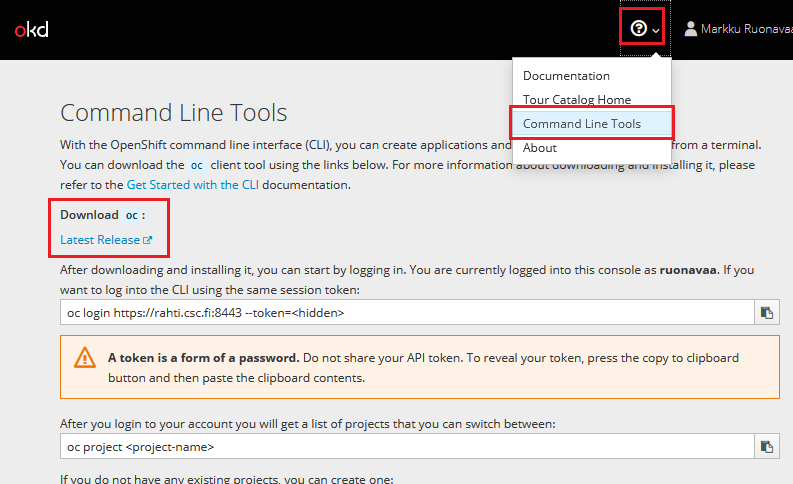 okd
Markku Ruonavaa
Documentation
Tour Catalog Home
Command Line Tools
About
Command Line Tools
With the OpenShift command line interface (CLI), you can create applications and from a terminal.
You can download the oc client tool using the links below. For more information about downloading and installing it, please
refer to the Get Started with the CLI documentation.
Download oc :
Latest Release
After downloading and installing it, you can start by logging in. You are currently logged into this console as ruonavaa. If you
want to log into the CLI using the same session token:
oc login https://rahti.csc.fi:8443 --token=<hidden>
A token is a form of a password. Do not share your API token. To reveal your token, press the copy to clipboard
button and then paste the clipboard contents.
After you login to your account you will get a list of projects that you can switch between:
oc project <project-name>
If you do not have any existing projects, you can create one: